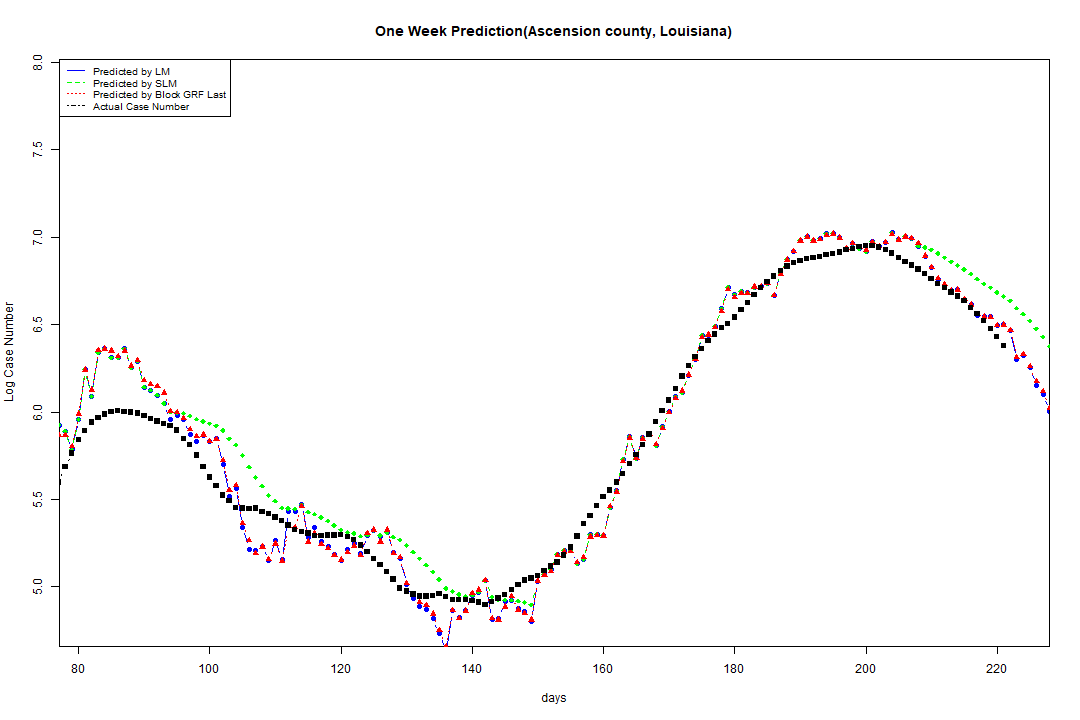 One Week Prediction(Ascension county, Louisiana)
Predicted by LM
Predicted by SLM
Predicted by Block GRF Last
Actual Case Number
8.0
7.5
7.0
6.5
6.0
5.5
5.0
Log Case Number
80 100 120 140 160 180 200 220
days